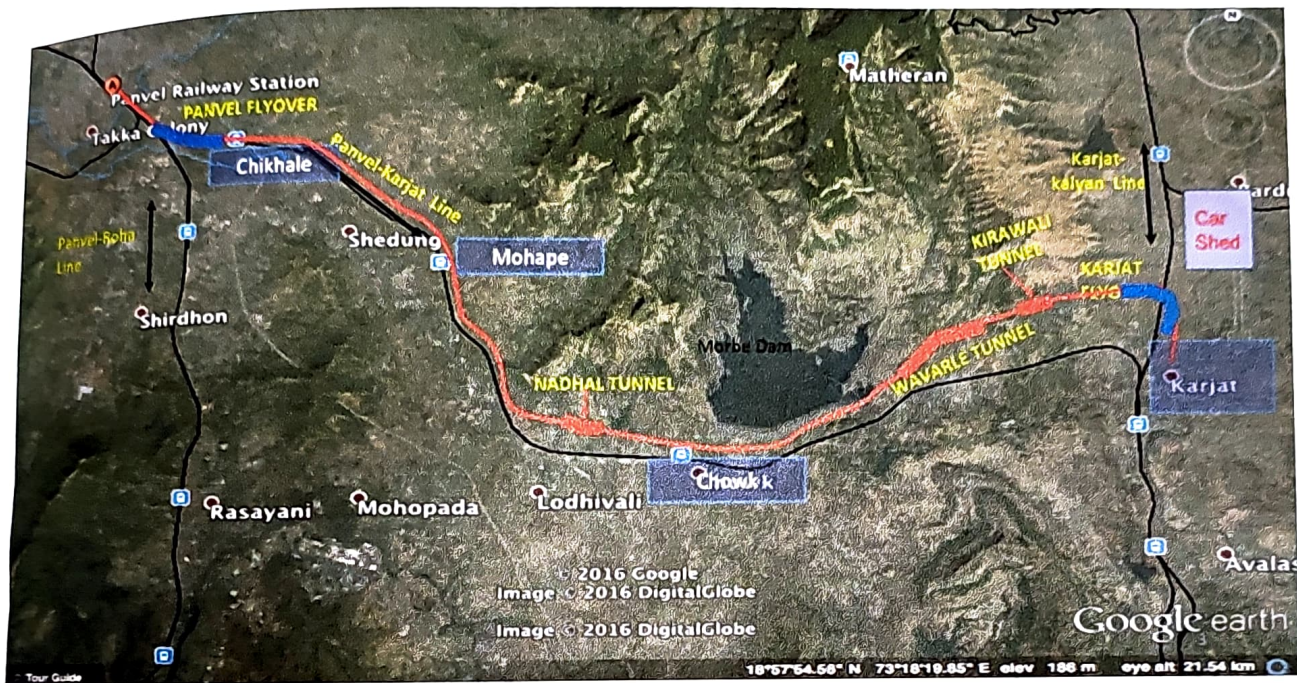 N
Panvel Railway Station
PANVEL FLYOVER
Takka Colony
Chikhale
Matheran
Panvel-Karjat Line
Karjat-
kalyan Line
Car
Shed
Panvel-Roha
Line
Shedung
Mohape
KIRAWALI
TUNNEL
KARJAT
Shirdhon
Morbe Dam
NADHAL TUNNEL
WAVARLE TUNNEL
Karjat
Chowk
Rasayani
Mohopada
Lodhivali
© 2016 Google
Image © 2016 DigitalGlobe
Image © 2016 DigitalGlobe
Avalas
Google earth
Tour Guide
18°57'54.56" N 73°18'19.85" E elev 186 m eye alt 21.54 km